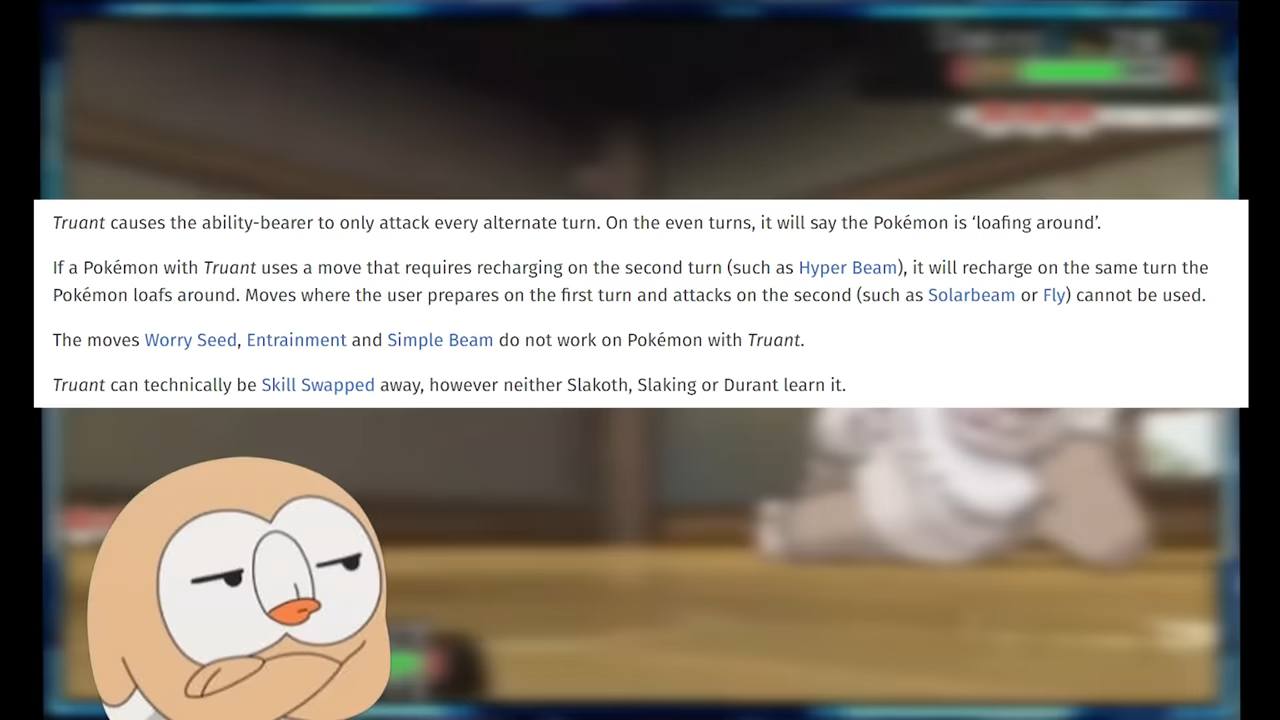 Truant causes the ability-bearer to only attack every alternate turn. On the even turns, it will say the Pokémon is ‘loafing around’.
If a Pokémon with Truant uses a move that requires recharging on the second turn (such as Hyper Beam), it will recharge on the same turn the
Pokémon loafs around. Moves where the user prepares on the first turn and attacks on the second (such as Solarbeam or Fly) cannot be used.
The moves Worry Seed, Entrainment and Simple Beam do not work on Pokémon with Truant.
Truant can technically be Skill Swapped away, however neither Slakoth, Slaking or Durant learn it.